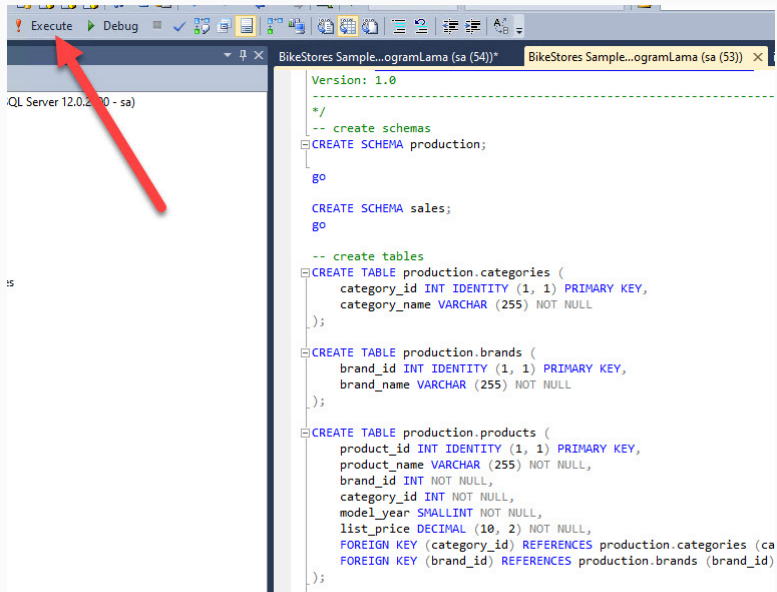 Execute Debug
BikeStores Sample...ogramLama (sa (54))* BikeStores Sample...ogramLama (sa (53))
QL Server 12.0.2 00 - sa)
Version: 1.0
--------------------------------------------------------------
*/
-- create schemas
CREATE SCHEMA production;
go
CREATE SCHEMA sales;
go
-- create tables
es
CREATE TABLE production.categories (
category_id INT IDENTITY (1, 1) PRIMARY KEY,
category_name VARCHAR (255) NOT NULL
);
CREATE TABLE production.brands (
brand_id INT IDENTITY (1, 1) PRIMARY KEY,
brand_name VARCHAR (255) NOT NULL
);
CREATE TABLE production.products (
product_id INT IDENTITY (1, 1) PRIMARY KEY,
product_name VARCHAR (255) NOT NULL,
brand_id INT NOT NULL,
category_id INT NOT NULL,
model_year SMALLINT NOT NULL,
list_price DECIMAL (10, 2) NOT NULL,
FOREIGN KEY (category_id) REFERENCES production.categories (ca
FOREIGN KEY (brand_id) REFERENCES production.brands (brand_id)
);